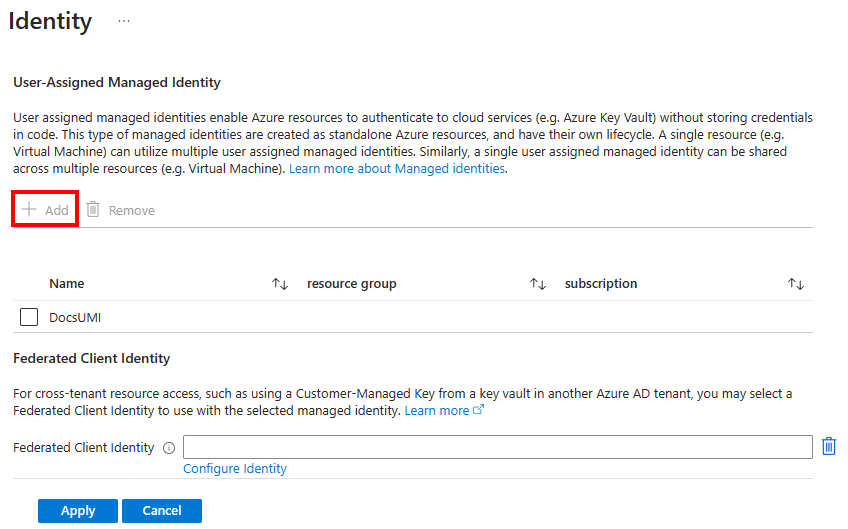 Identity ...
User-Assigned Managed Identity
User assigned managed identities enable Azure resources to authenticate to cloud services (e.g. Azure Key Vault) without storing credentials
in code. This type of managed identities are created as standalone Azure resources, and have their own lifecycle. A single resource (e.g.
Virtual Machine) can utilize multiple user assigned managed identities. Similarly, a single user assigned managed identity can be shared
across multiple resources (e.g. Virtual Machine). Learn more about Managed identities.
Add Remove
Name resource group subscription
DocsUMI
Federated Client Identity
For cross-tenant resource access, such as using a Customer-Managed Key from a key vault in another Azure AD tenant, you may select a
Federated Client Identity to use with the selected managed identity. Learn more
Federated Client Identity
Configure Identity
Apply Cancel